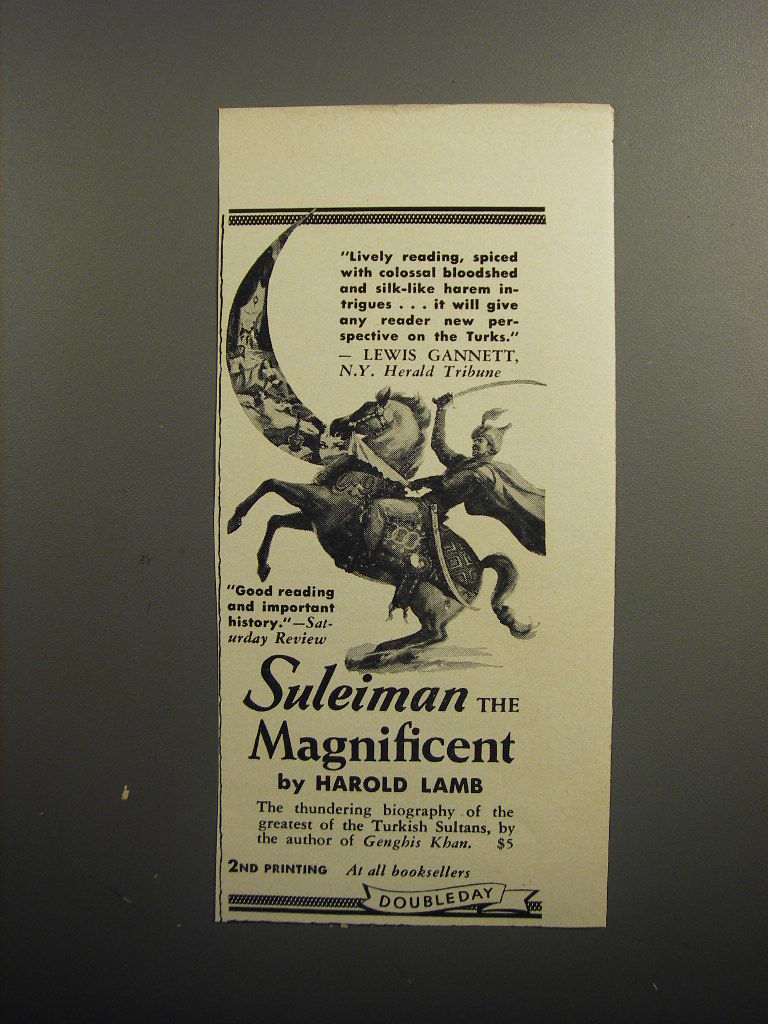 "Lively reading, spiced
with colossal bloodshed
and silk-like harem in-
trigues . . . it will give
any reader new per-
spective on the Turks."
— LEWIS GANNETT,
N.Y. Herald Tribune
"Good reading
and important
history."—Sat-
urday Review
Suleiman THE
Magnificent
by HAROLD LAMB
The thundering biography of the
greatest of the Turkish Sultans, by
the author of Genghis Khan. $5
2ND PRINTING At all booksellers
DOUBLEDAY